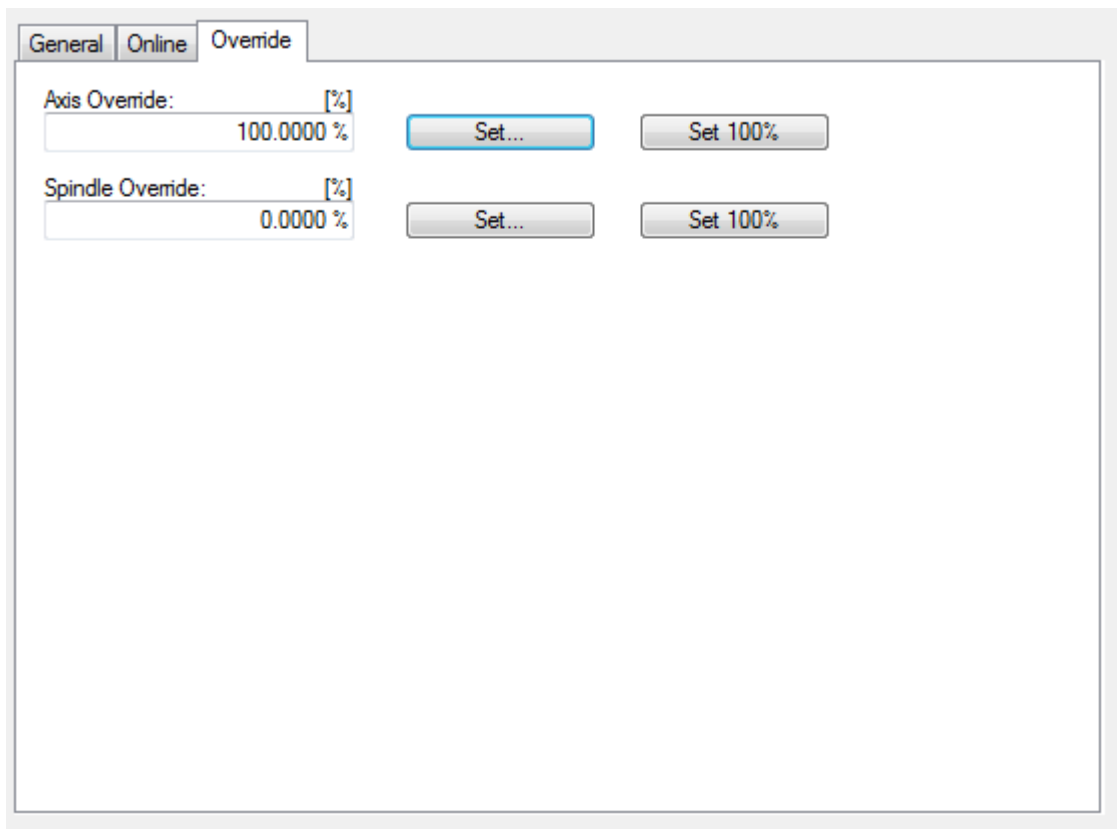 General Online Override
Axis Override: [%]
100.0000 % Set... Set 100%
Spindle Override: [%]
0.0000 % Set... Set 100%